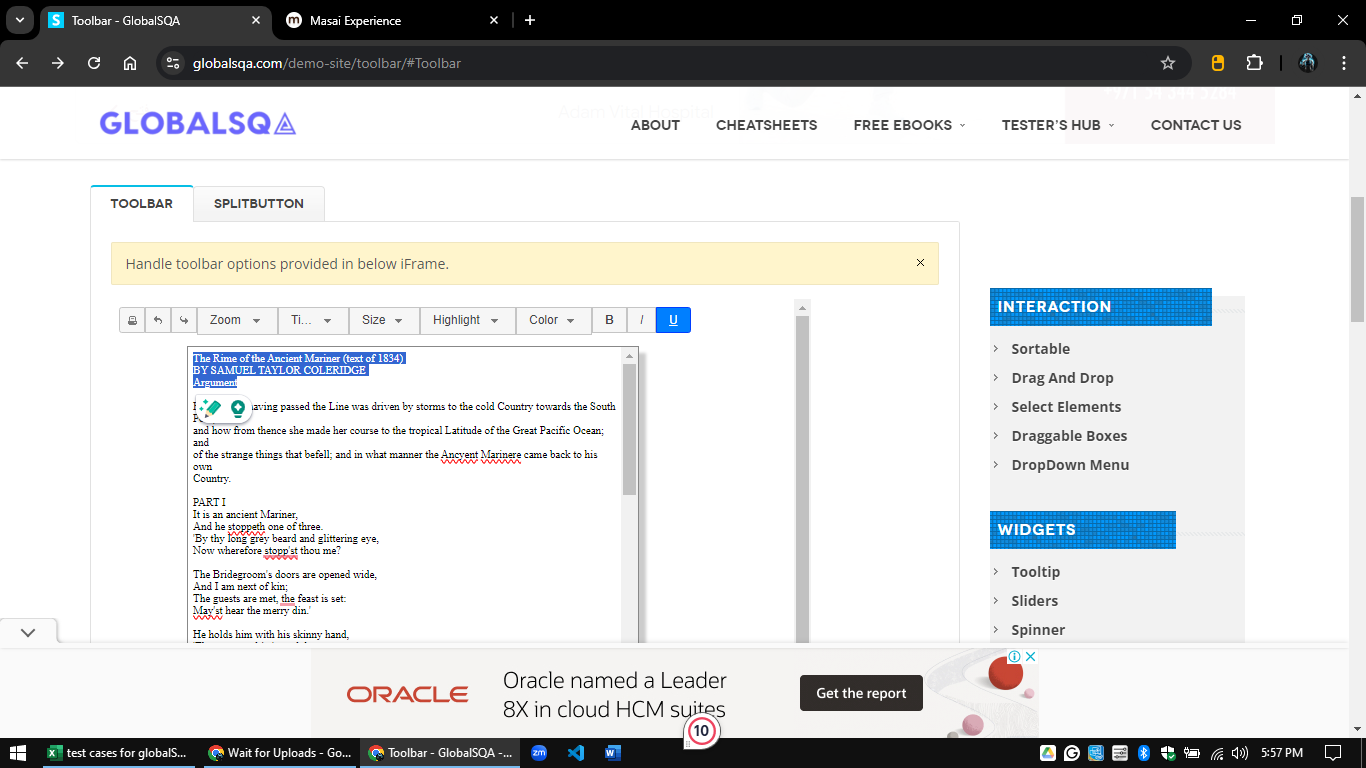 Toolbar - GlobalSQA
Masai Experience
globalsqa.com/demo-site/toolbar/#Toolbar
GLOBALSQA
ABOUT
CHEATSHEETS
FREE EBOOKS
TESTER'S HUB
CONTACT US
TOOLBAR
SPLITBUTTON
Handle toolbar options provided in below iFrame.
Zoom
Ti...
Size
Highlight
Color
B
I
U
The Rime of the Ancient Mariner (text of 1834)
BY SAMUEL TAYLOR COLERIDGE
Argument
aving passed the Line was driven by storms to the cold Country towards the South
and how from thence she made her course to the tropical Latitude of the Great Pacific Ocean;
and
of the strange things that befell; and in what manner the Ancyent Marinere came back to his
own
Country.
PART I
It is an ancient Mariner,
And he stoppeth one of three.
'By thy long grey beard and glittering eye,
Now wherefore stopp'st thou me?
The Bridegroom's doors are opened wide,
And I am next of kin;
The guests are met, the feast is set:
May'st hear the merry din.'
He holds him with his skinny hand,
INTERACTION
Sortable
Drag And Drop
Select Elements
Draggable Boxes
DropDown Menu
WIDGETS
Tooltip
Sliders
Spinner
ORACLE
Oracle named a Leader
8X in cloud HCM suites
Get the report
10
test cases for globalS...
Wait for Uploads - Go...
Toolbar - GlobalSQA -...
zm
5:57 PM